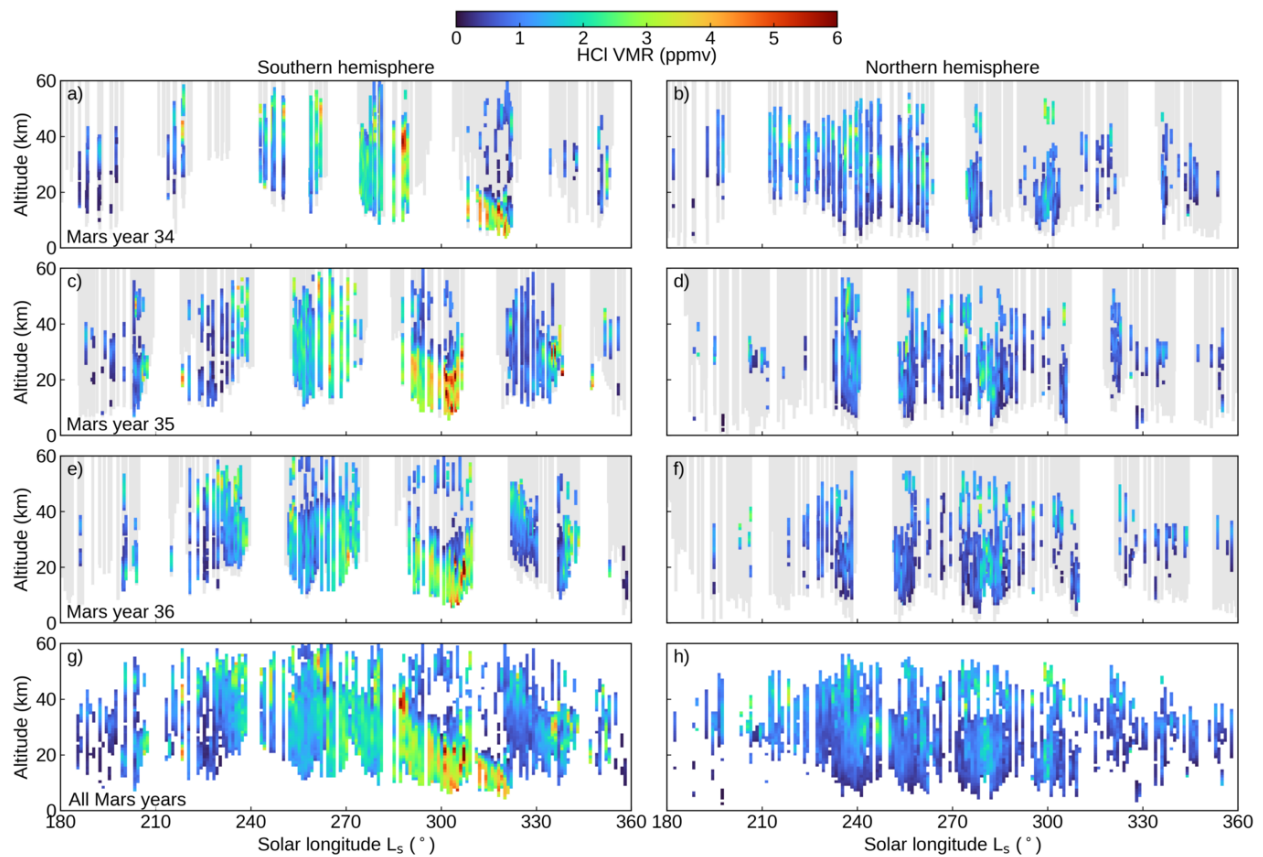 0 1 2 3 4 5 6
HCl VMR (ppmv)
Southern hemisphere Northern hemisphere
60
a) b)
40
20
0
Altitude (km)
Mars year 34
60
c) d)
40
20
0
Altitude (km)
Mars year 35
60
e) f)
40
20
0
Altitude (km)
Mars year 36
60
g) h)
40
20
0
Altitude (km)
All Mars years
180 210 240 270 300 330 360 180 210 240 270 300 330 360
Solar longitude Ls (°) Solar longitude Ls (°)